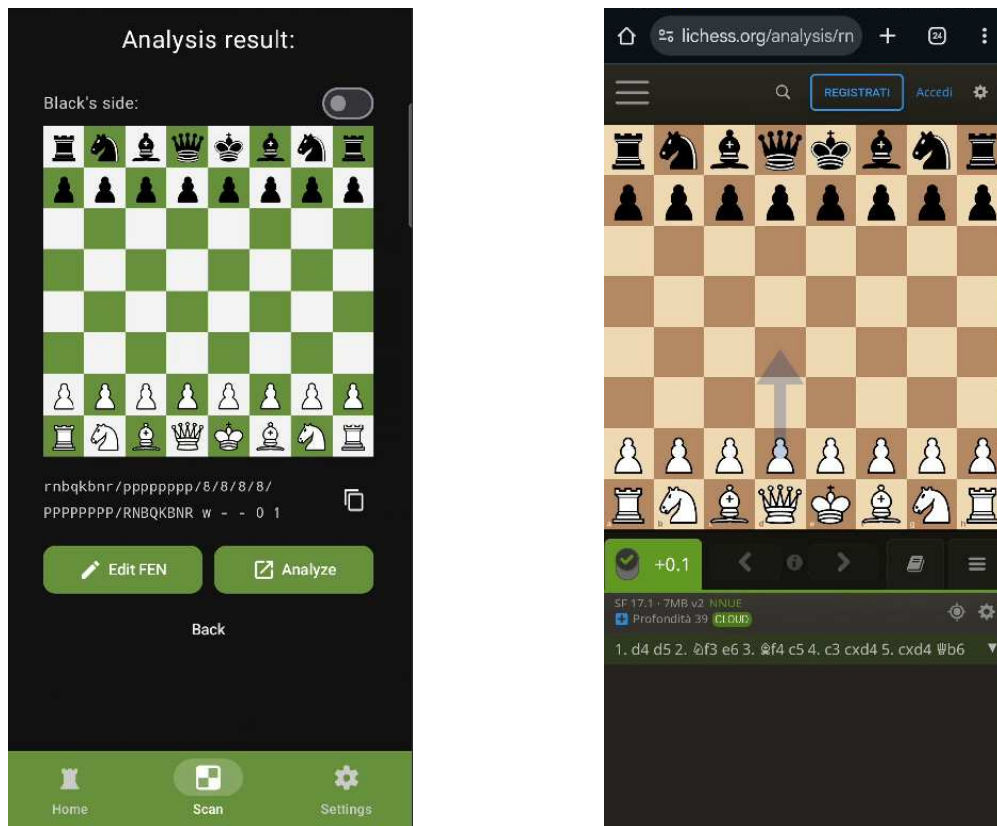 Analysis result:
Black's side:
rnbqkbnr/pppppppp/8/8/8/8/
PPPPPPPP/RNBQKBNR w - - 0 1
Edit FEN
Analyze
Back
Home
Scan
Settings
lichess.org/analysis/rn
24
REGISTRATI
Accedi
+0.1
SF 17.1 · 7MB v2 NNUE
Profondità 39 CLOUD
1. d4 d5 2. ♘f3 e6 3. ♗f4 c5 4. c3 cxd4 5. cxd4 ♕b6